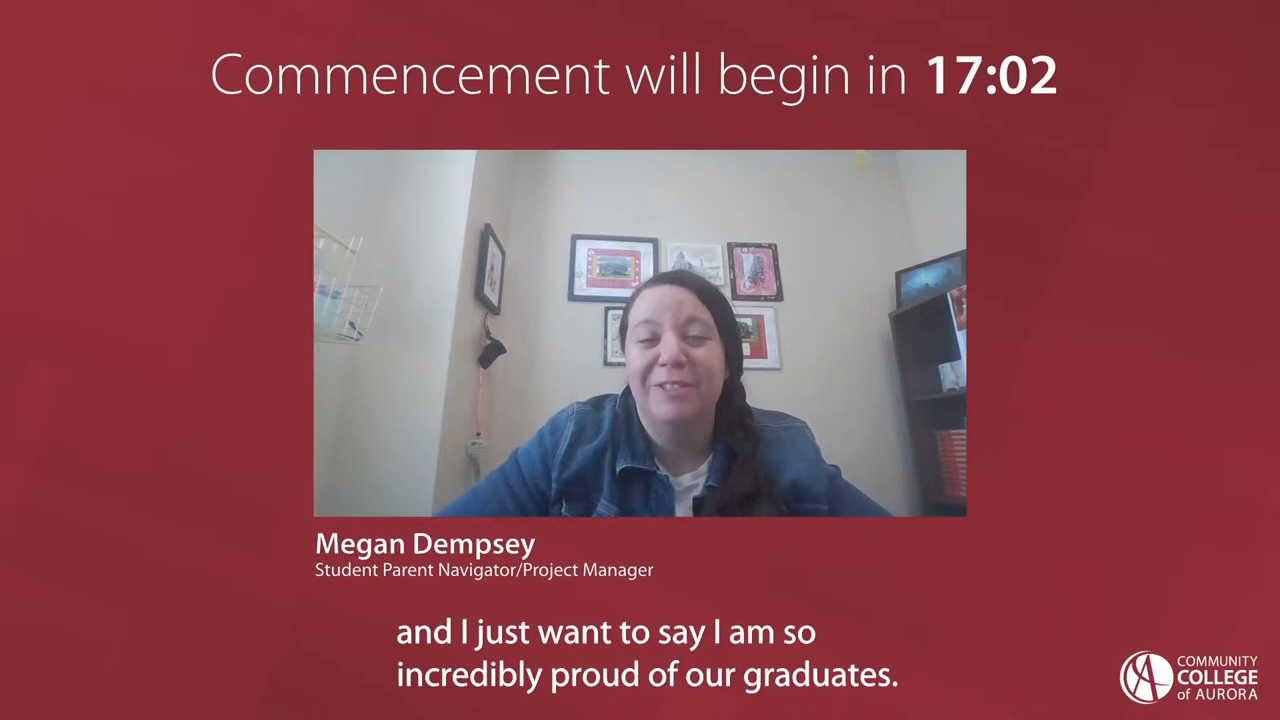 Commencement will begin in 17:02
Megan Dempsey
Student Parent Navigator/Project Manager
and I just want to say I am so
incredibly proud of our graduates.
COMMUNITY
COLLEGE
of AURORA